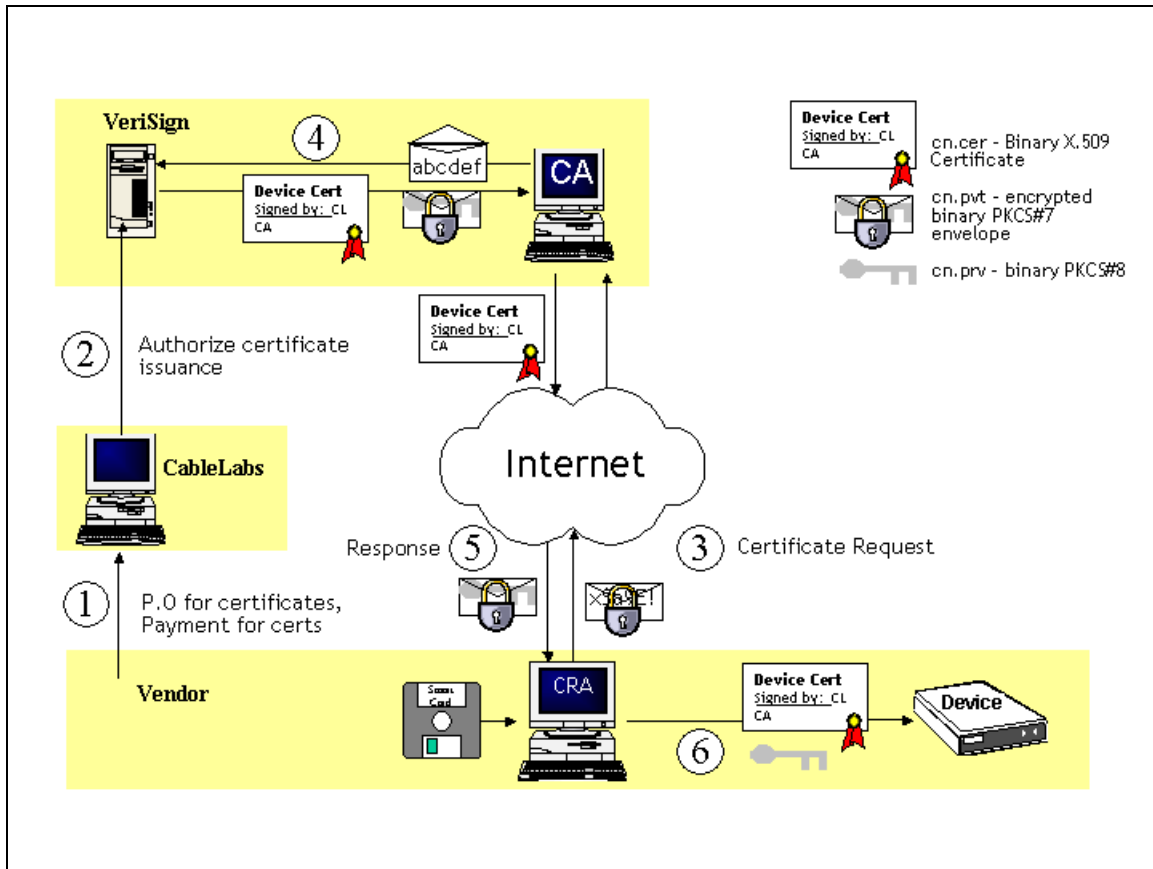 VeriSign
4
abcdef
CA
Device Cert
Signed by: CL
CA
Device Cert
Signed by: CL
CA
cn.cer - Binary X.509
Certificate
cn.pvt - encrypted
binary PKCS#7
envelope
cn.prv - binary PKCS#8
Device Cert
Signed by: CL
CA
2
Authorize certificate
issuance
CableLabs
Internet
Response
5
3
Certificate Request
1
P.O for certificates,
Payment for certs
Vendor
Card
CRA
Device Cert
Signed by: CL
CA
6
Device